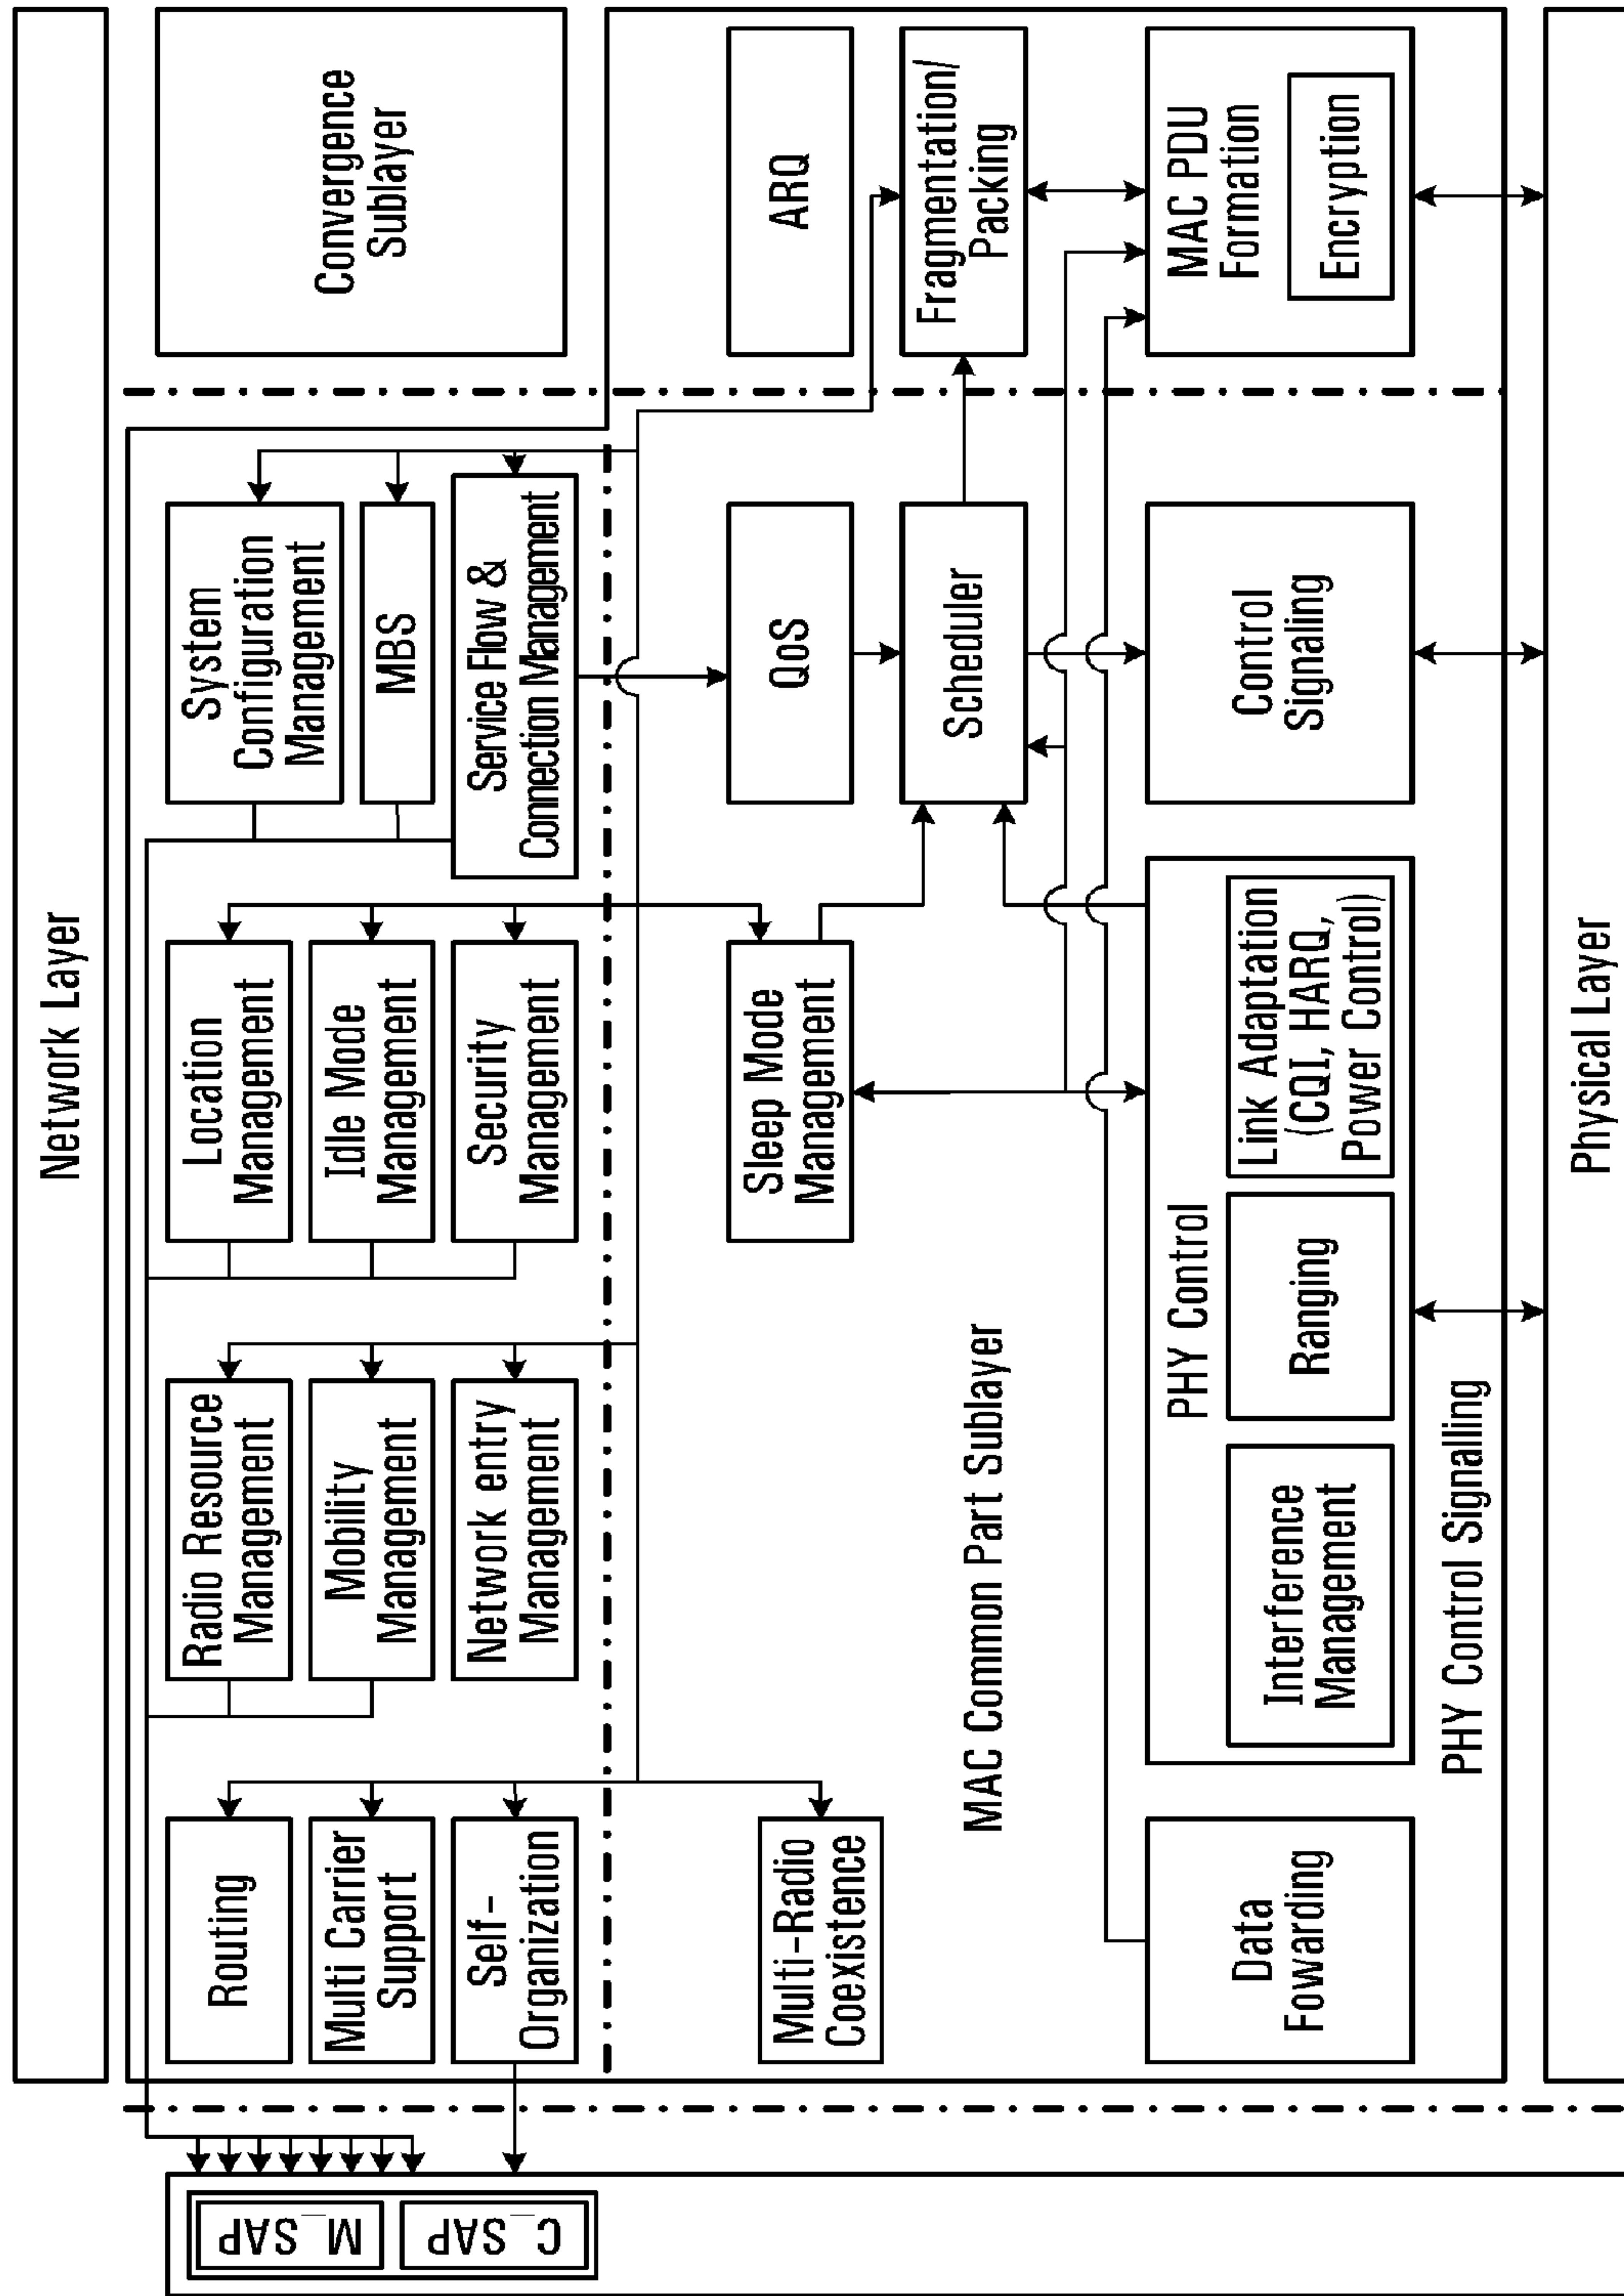 Network Layer
M_SAP
C_SAP
Routing
Multi Carrier
Support
Self-
Organization
Radio Resource
Management
Mobility
Management
Network entry
Management
Location
Management
Idle Mode
Management
Security
Management
System
Configuration
Management
MBS
Service Flow &
Connection Management
Convergence
Sublayer
Multi-Radio
Coexistence
Sleep Mode
Management
QoS
ARQ
MAC Common Part Sublayer
Scheduler
Fragmentation/
Packing
Data
Fowarding
PHY Control
Interference
Management
Ranging
Link Adaptation
(CQI, HARQ,
Power Control)
Control
Signaling
MAC PDU
Formation
Encryption
PHY Control Signalling
Physical Layer